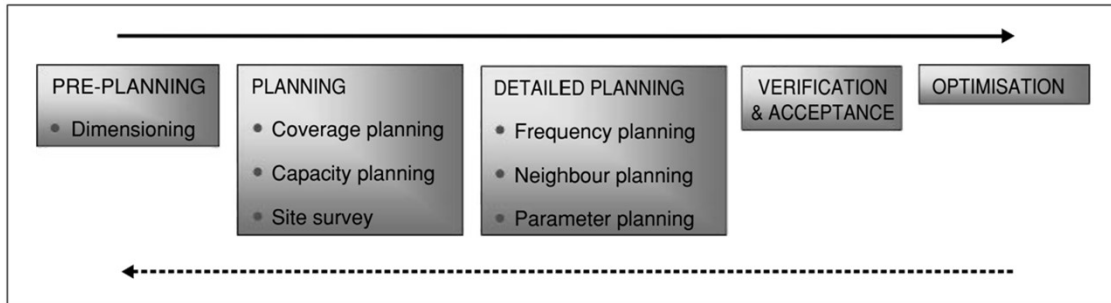 PRE-PLANNING
• Dimensioning
PLANNING
• Coverage planning
• Capacity planning
• Site survey
DETAILED PLANNING
• Frequency planning
• Neighbour planning
• Parameter planning
VERIFICATION
& ACCEPTANCE
OPTIMISATION